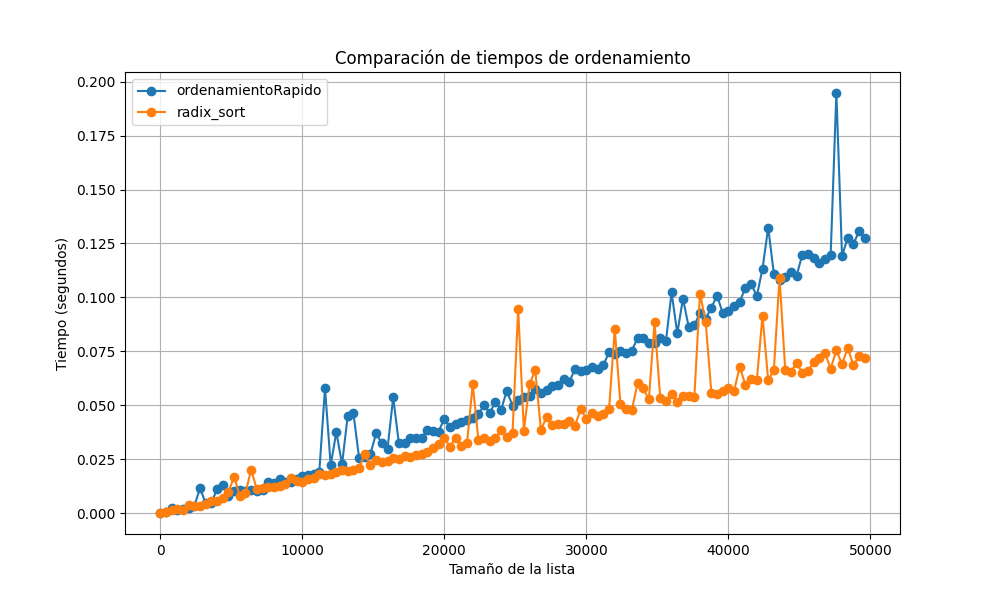 Comparación de tiempos de ordenamiento
ordenamientoRapido
radix_sort
Tiempo (segundos)
0.200
0.175
0.150
0.125
0.100
0.075
0.050
0.025
0.000
0 10000 20000 30000 40000 50000
Tamaño de la lista